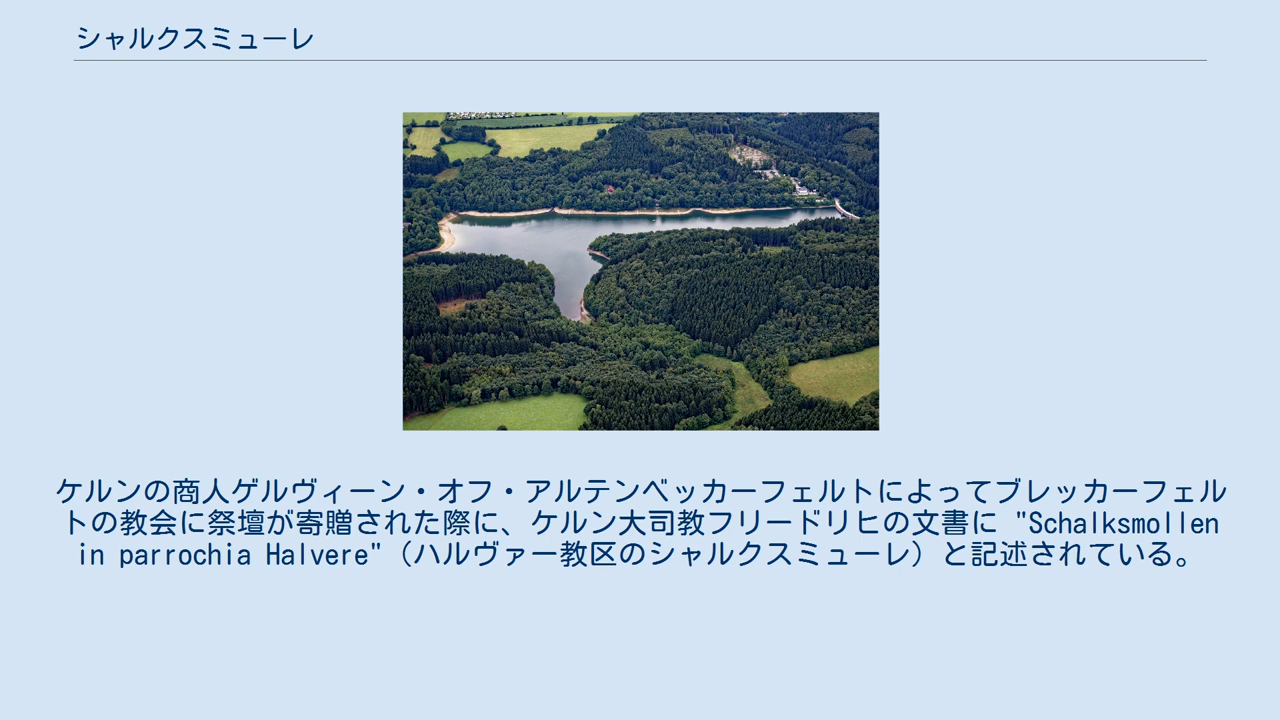 シャルクスミューレ
ケルンの商人ゲルヴィーン・オフ・アルテンベッカーフェルトによってブレッカーフェル
トの教会に祭壇が寄贈された際に、ケルン大司教フリードリヒの文書に "Schalksmollen
in parrochia Halvere"（ハルヴァー教区のシャルクスミューレ）と記述されている。